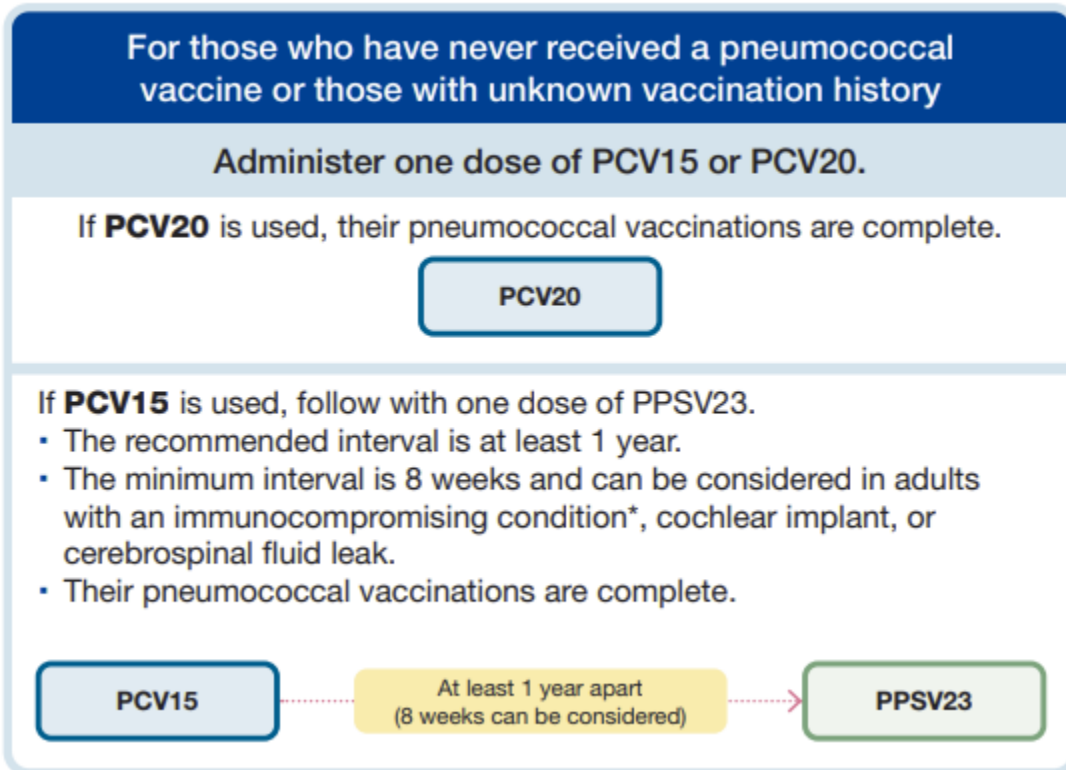 For those who have never received a pneumococcal
vaccine or those with unknown vaccination history
Administer one dose of PCV15 or PCV20.
If PCV20 is used, their pneumococcal vaccinations are complete.
PCV20
If PCV15 is used, follow with one dose of PPSV23.
▪ The recommended interval is at least 1 year.
▪ The minimum interval is 8 weeks and can be considered in adults
with an immunocompromising condition*, cochlear implant, or
cerebrospinal fluid leak.
▪ Their pneumococcal vaccinations are complete.
PCV15
At least 1 year apart
(8 weeks can be considered)
PPSV23